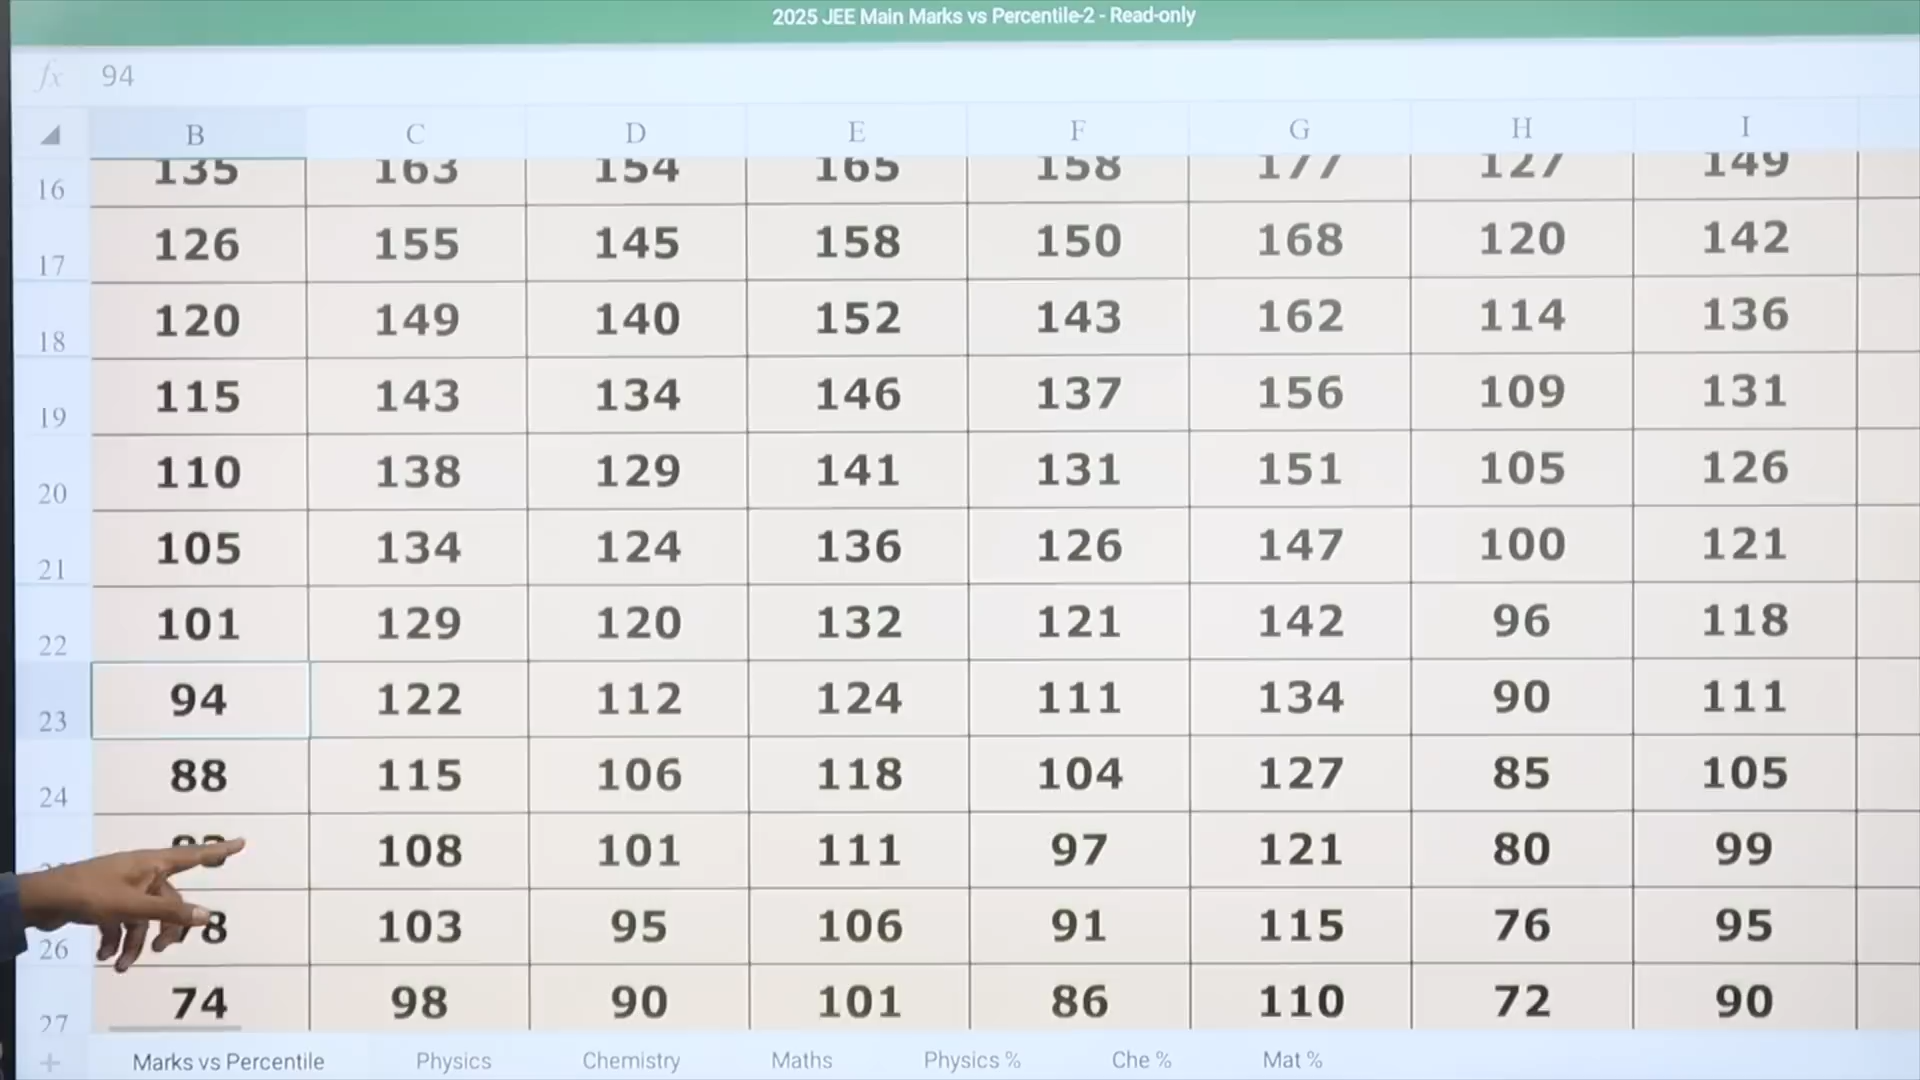 2025 JEE Main Marks vs Percentile-2 - Read-only
fx 94
B C D E F G H I
16 135 163 154 165 158 177 127 149
17 126 155 145 158 150 168 120 142
18 120 149 140 152 143 162 114 136
19 115 143 134 146 137 156 109 131
20 110 138 129 141 131 151 105 126
21 105 134 124 136 126 147 100 121
22 101 129 120 132 121 142 96 118
23 94 122 112 124 111 134 90 111
24 88 115 106 118 104 127 85 105
108 101 111 97 121 80 99
26 78 103 95 106 91 115 76 95
27 74 98 90 101 86 110 72 90
+ Marks vs Percentile Physics Chemistry Maths Physics % Che % Mat %